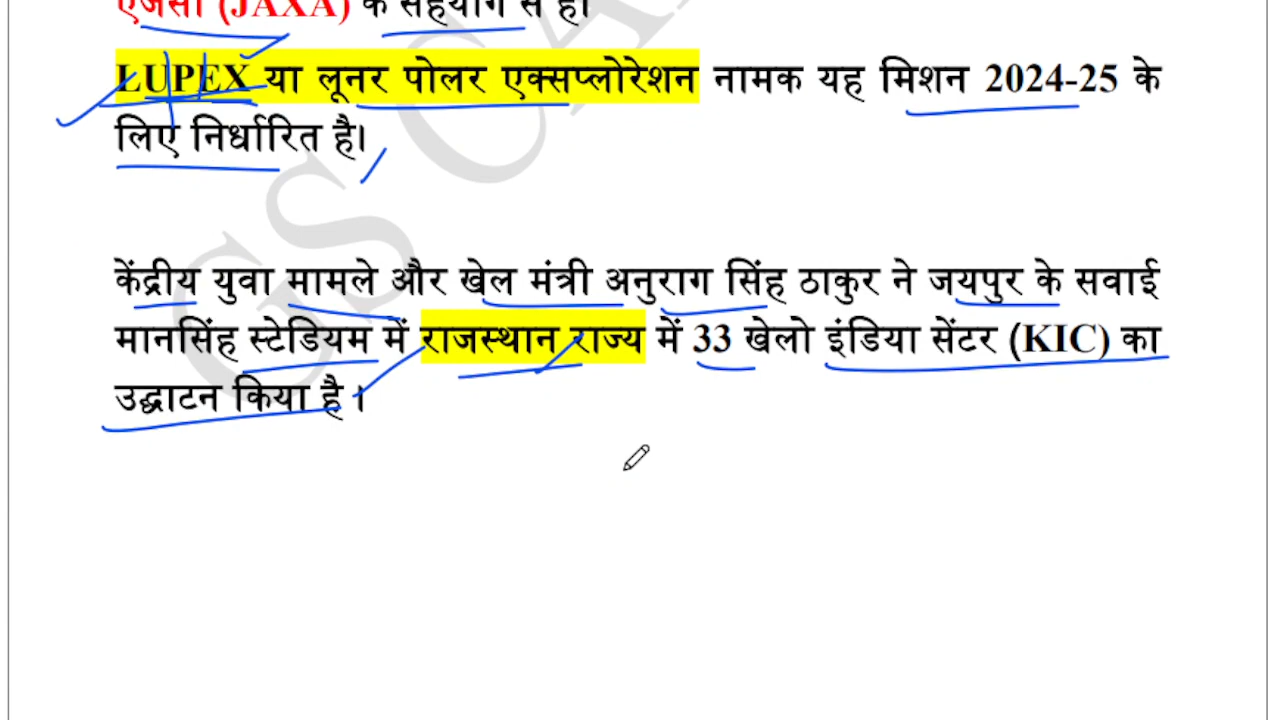 एजेंसी (JAXA) के सहयोग से है।
LUPEX या लूनर पोलर एक्सप्लोरेशन नामक यह मिशन 2024-25 के
लिए निर्धारित है।
केंद्रीय युवा मामले और खेल मंत्री अनुराग सिंह ठाकुर ने जयपुर के सवाई
मानसिंह स्टेडियम में राजस्थान राज्य में 33 खेलो इंडिया सेंटर (KIC) का
उद्घाटन किया है ।